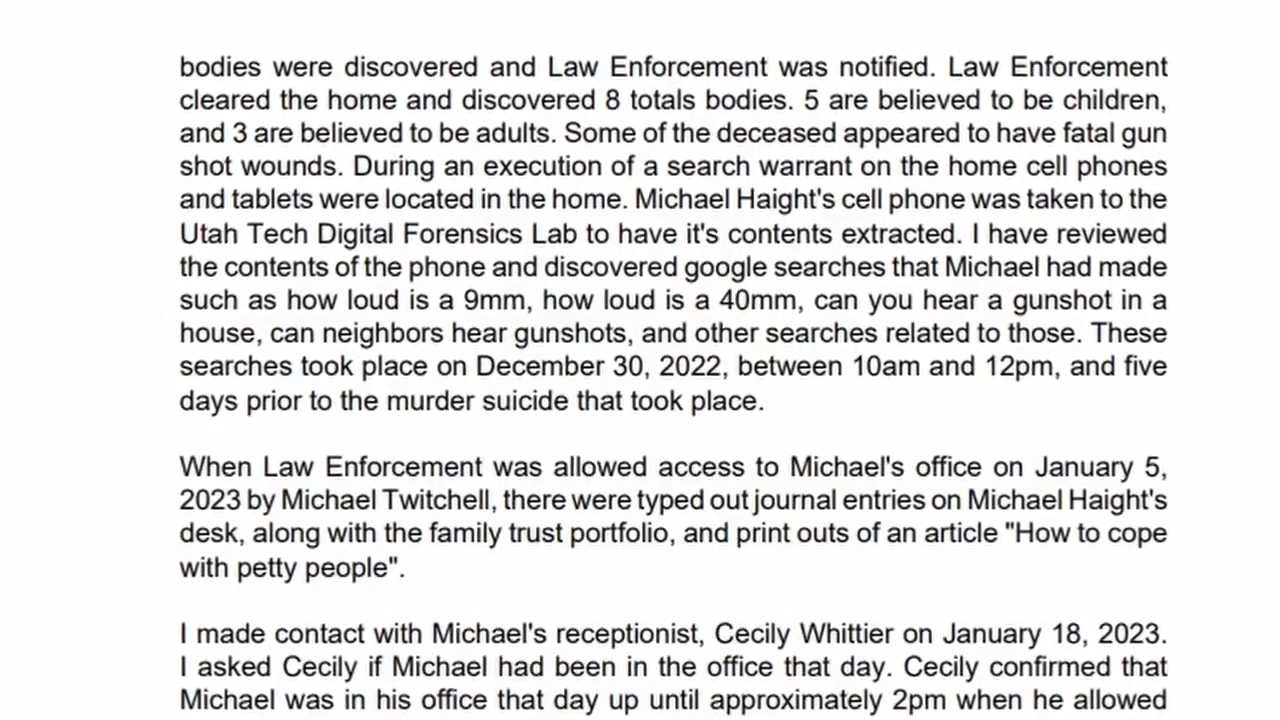 bodies were discovered and Law Enforcement was notified. Law Enforcement
cleared the home and discovered 8 totals bodies. 5 are believed to be children,
and 3 are believed to be adults. Some of the deceased appeared to have fatal gun
shot wounds. During an execution of a search warrant on the home cell phones
and tablets were located in the home. Michael Haight's cell phone was taken to the
Utah Tech Digital Forensics Lab to have it's contents extracted. I have reviewed
the contents of the phone and discovered google searches that Michael had made
such as how loud is a 9mm, how loud is a 40mm, can you hear a gunshot in a
house, can neighbors hear gunshots, and other searches related to those. These
searches took place on December 30, 2022, between 10am and 12pm, and five
days prior to the murder suicide that took place.
When Law Enforcement was allowed access to Michael's office on January 5,
2023 by Michael Twitchell, there were typed out journal entries on Michael Haight's
desk, along with the family trust portfolio, and print outs of an article "How to cope
with petty people".
I made contact with Michael's receptionist, Cecily Whittier on January 18, 2023.
I asked Cecily if Michael had been in the office that day. Cecily confirmed that
Michael was in his office that day up until approximately 2pm when he allowed